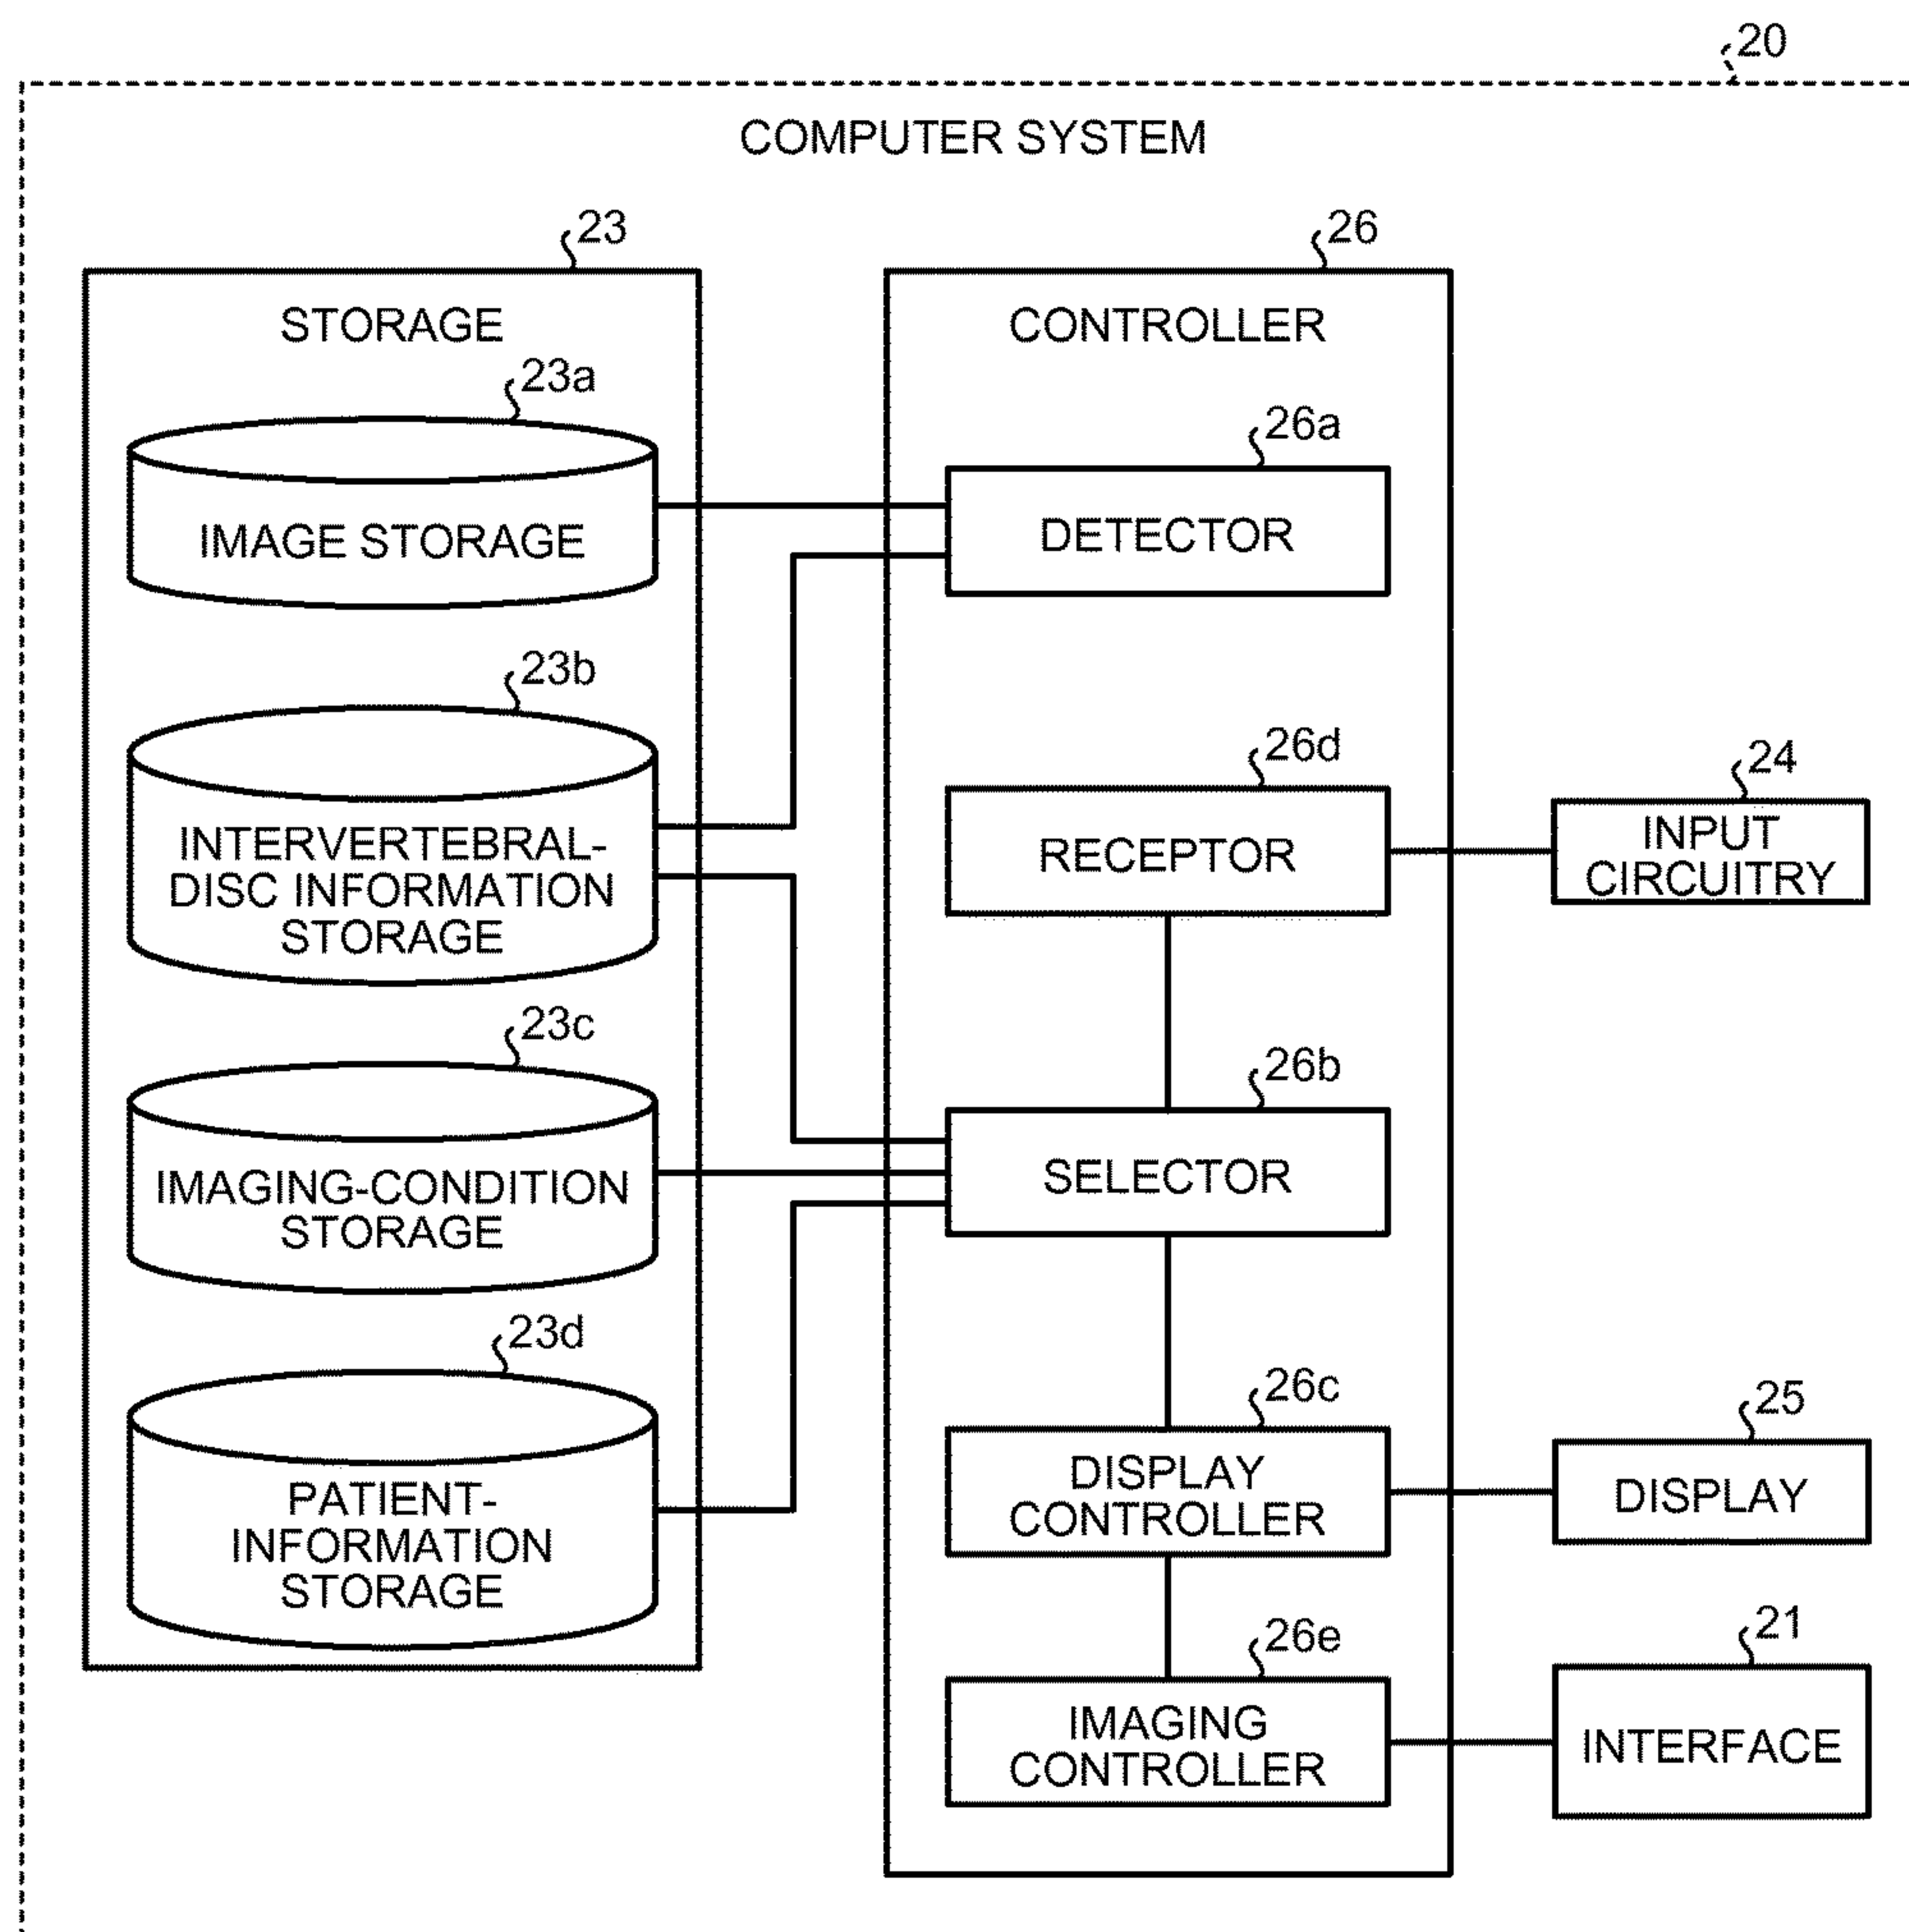 20
COMPUTER SYSTEM
23
STORAGE
23a
IMAGE STORAGE
23b
INTERVERTEBRAL-
DISC INFORMATION
STORAGE
23c
IMAGING-CONDITION
STORAGE
23d
PATIENT-
INFORMATION
STORAGE
26
CONTROLLER
26a
DETECTOR
26d
RECEPTOR
26b
SELECTOR
26c
DISPLAY
CONTROLLER
26e
IMAGING
CONTROLLER
24
INPUT
CIRCUITRY
25
DISPLAY
21
INTERFACE